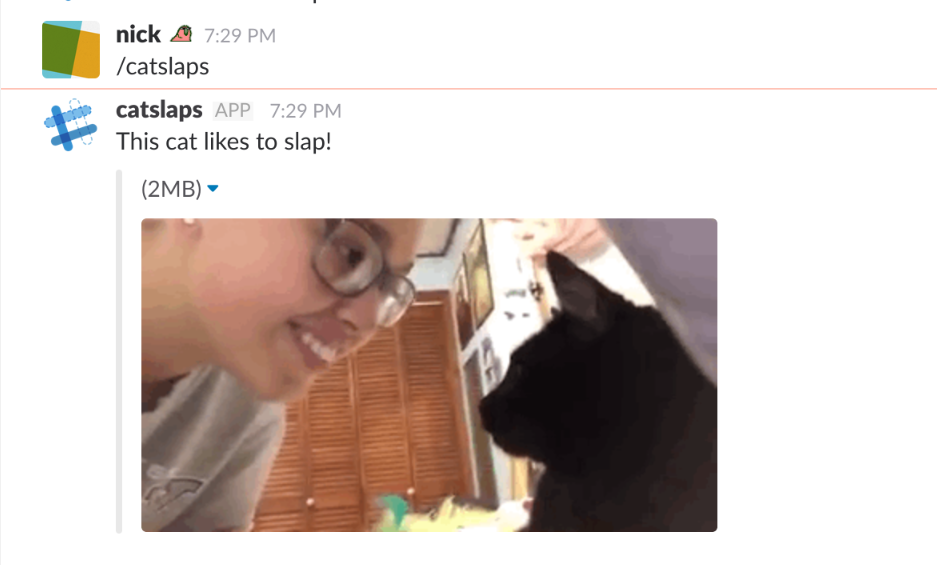 nick 7:29 PM
/catslaps
catslaps APP 7:29 PM
This cat likes to slap!
(2MB)